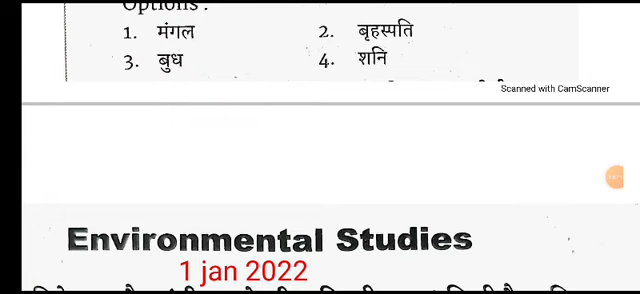 Options :
1. मंगल 2. बृहस्पति
3. बुध 4. शनि
Scanned with CamScanner
Environmental Studies
1 jan 2022